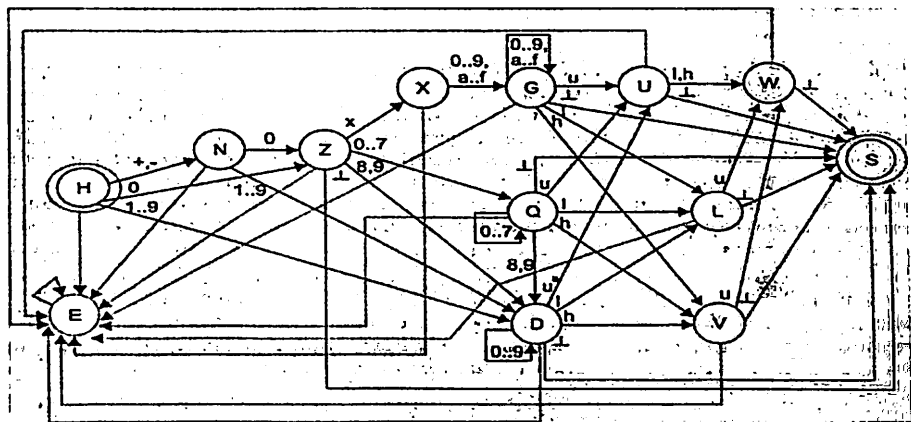 0..9,
a..f
0..9,
a..f
X
G
u
⊥
⊥
h
U
l,h
⊥
W
⊥
x
0..7
8,9
⊥
+,-
N
0
Z
H
0
1..9
1..9
S
⊥
u
Q
l
h
0..7
8,9
u
L
⊥
E
u
l
h
D
⊥
0..9
u
V
⊥